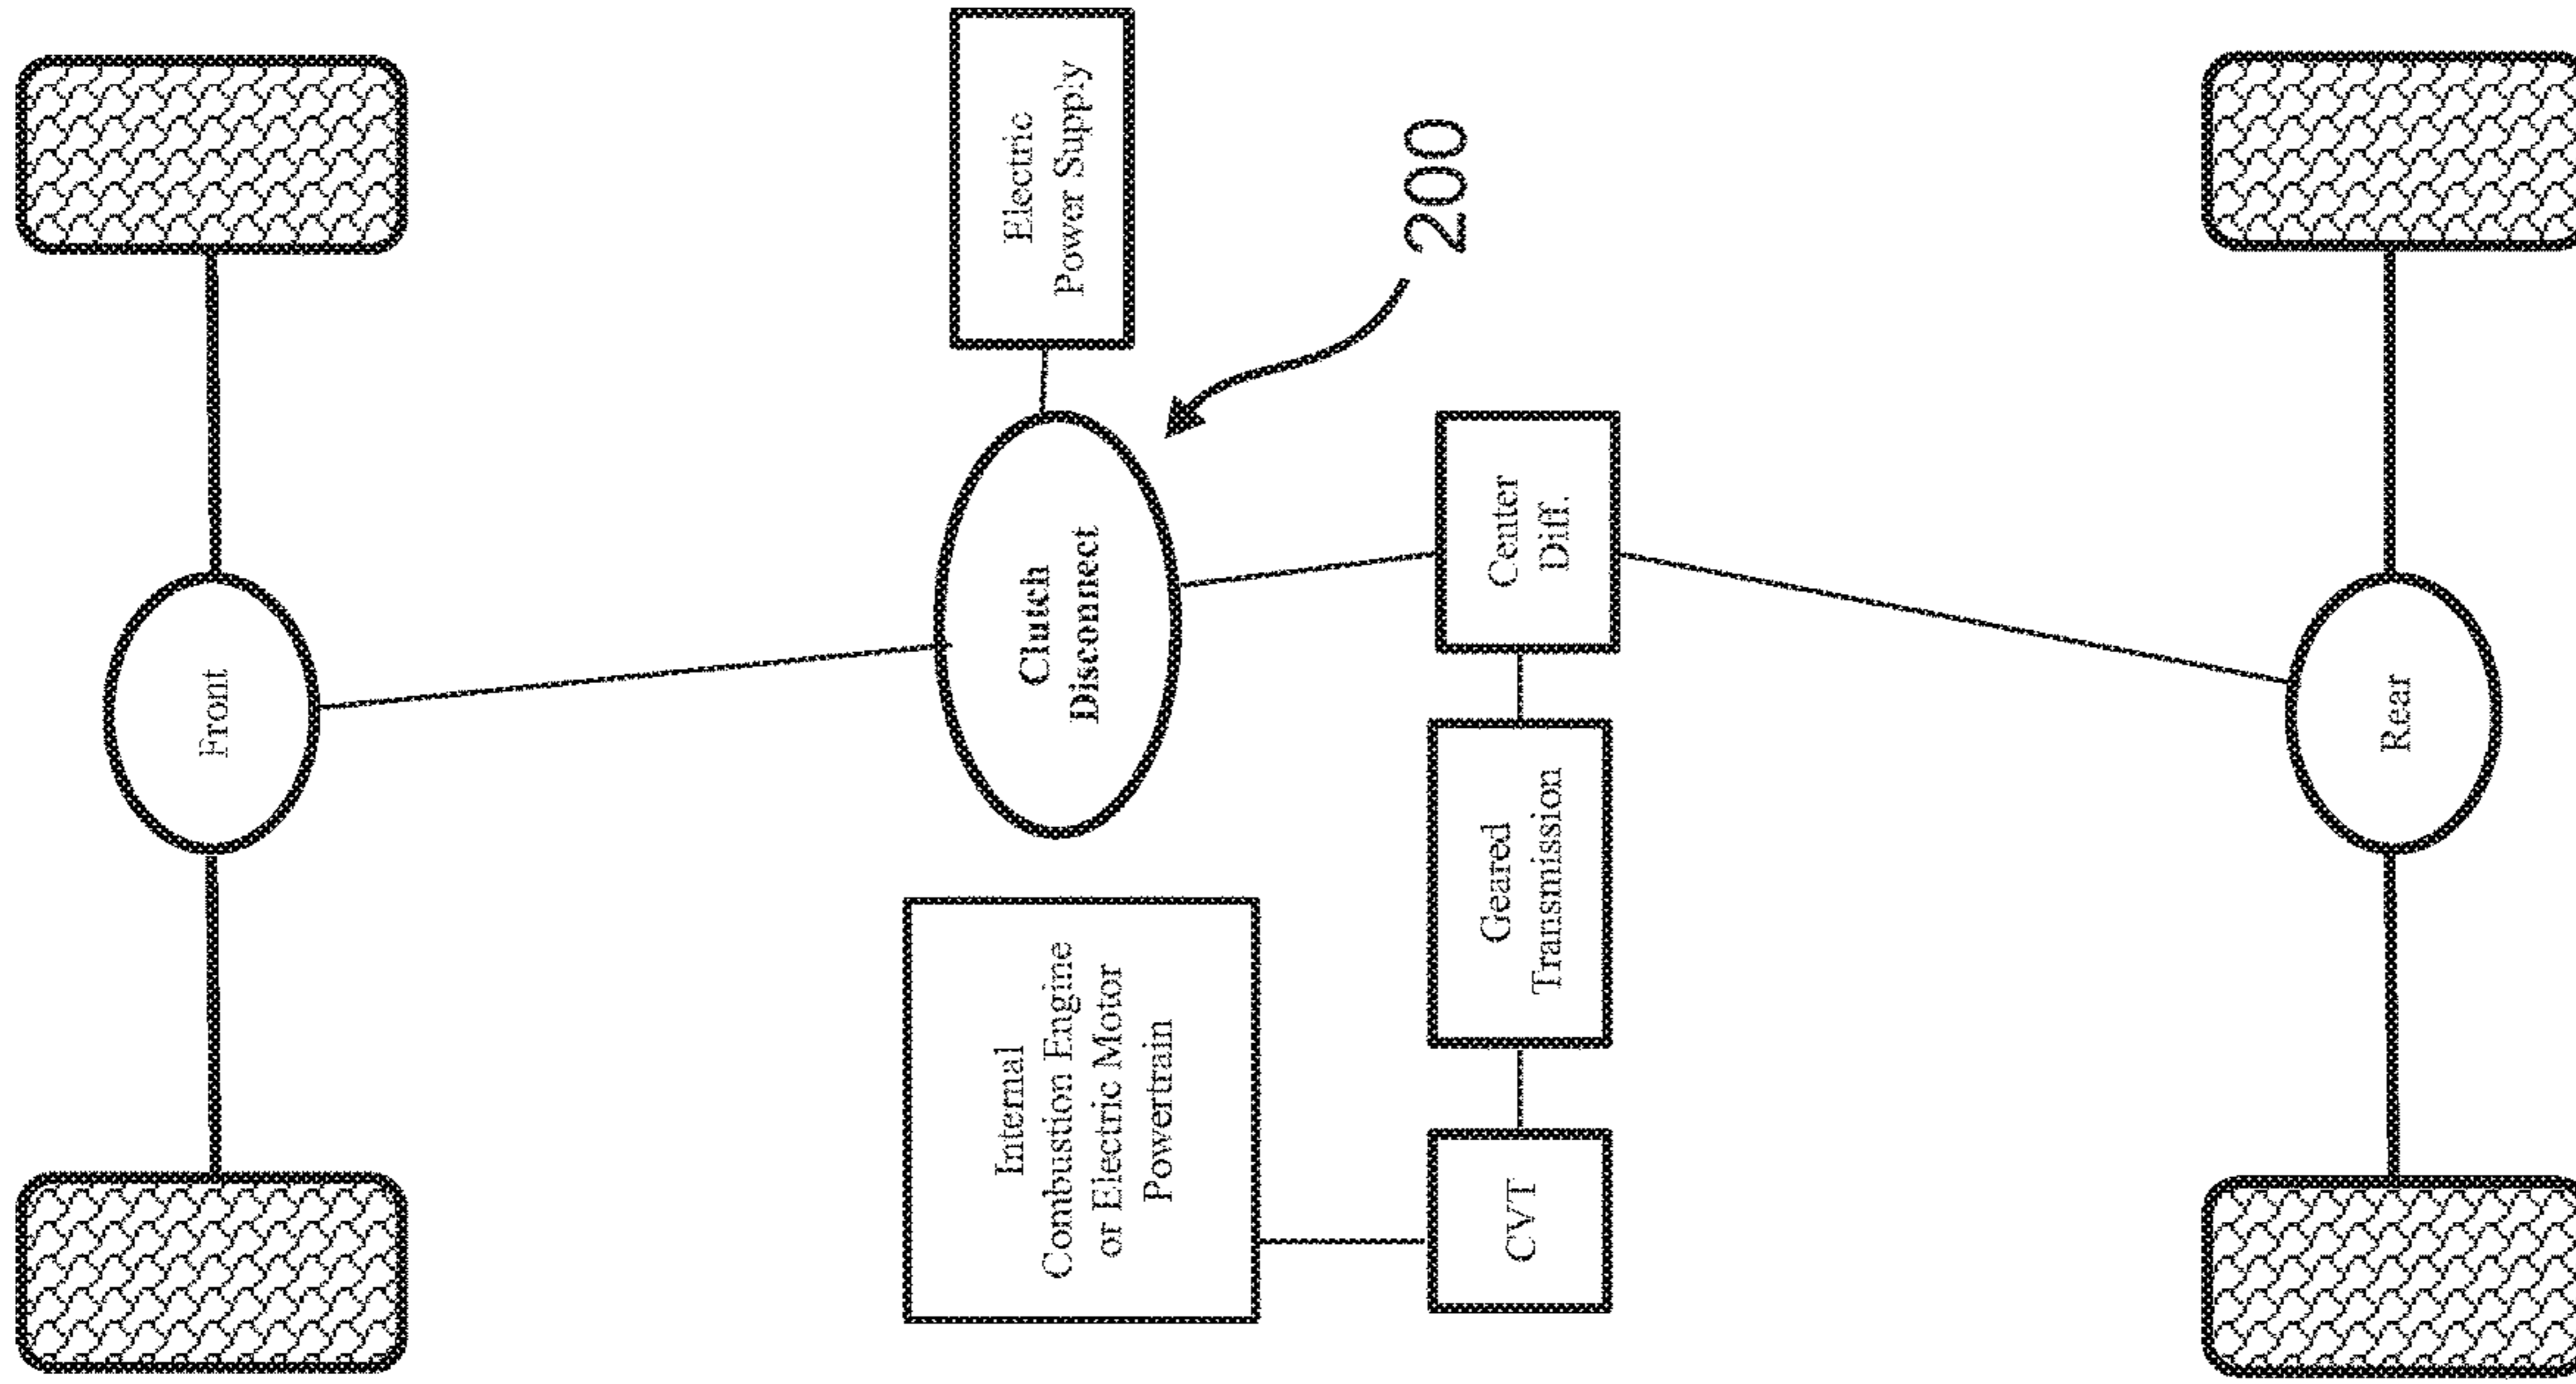 Front
Electric
Power Supply
200
Clutch
Disconnect
Center
Diff.
Geared
Transmission
Internal
Combustion Engine
or Electric Motor
Powertrain
CVT
Rear